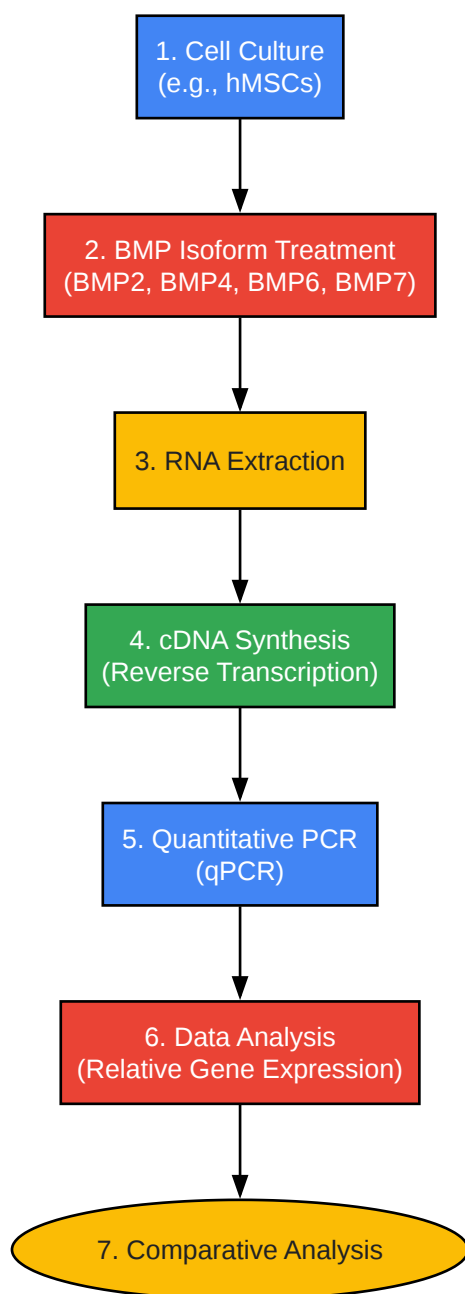 1. Cell Culture
(e.g., hMSCs)
2. BMP Isoform Treatment
(BMP2, BMP4, BMP6, BMP7)
3. RNA Extraction
4. cDNA Synthesis
(Reverse Transcription)
5. Quantitative PCR
(qPCR)
6. Data Analysis
(Relative Gene Expression)
7. Comparative Analysis